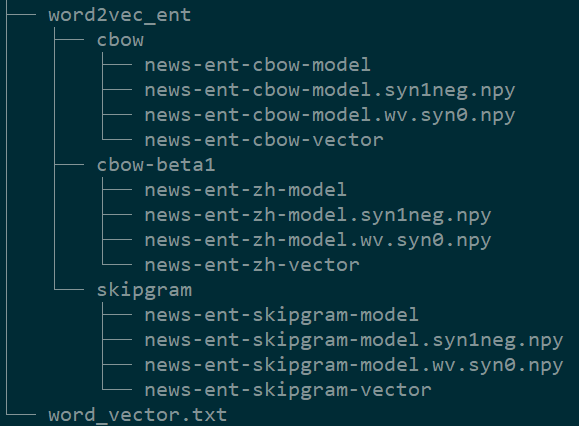 word2vec_ent
cbow
news-ent-cbow-model
news-ent-cbow-model.syn1neg.npy
news-ent-cbow-model.wv.syn0.npy
news-ent-cbow-vector
cbow-beta1
news-ent-zh-model
news-ent-zh-model.syn1neg.npy
news-ent-zh-model.wv.syn0.npy
news-ent-zh-vector
skipgram
news-ent-skipgram-model
news-ent-skipgram-model.syn1neg.npy
news-ent-skipgram-model.wv.syn0.npy
news-ent-skipgram-vector
word_vector.txt